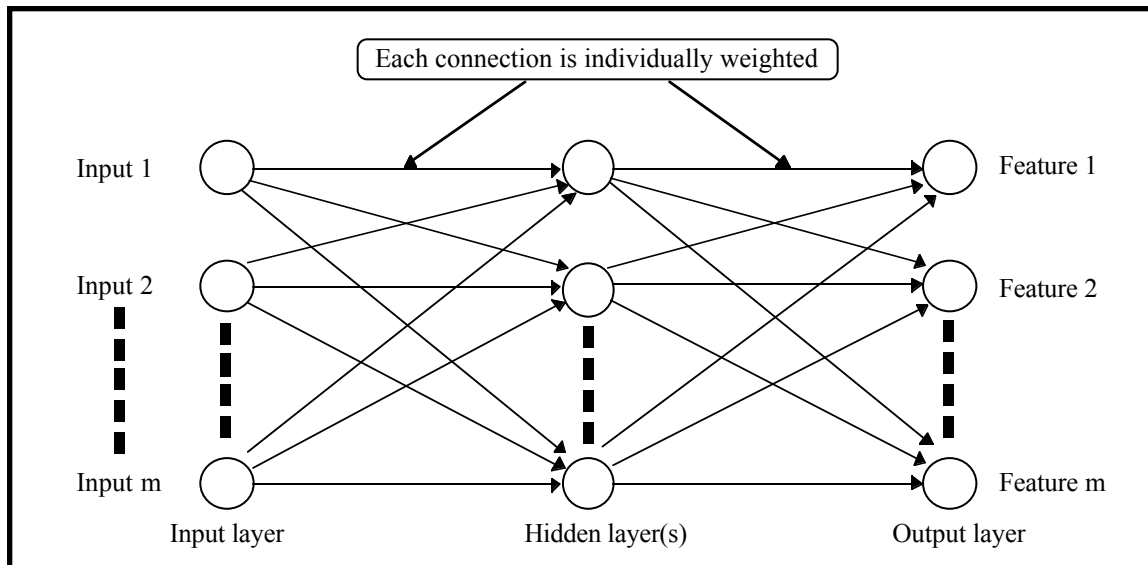 Each connection is individually weighted
Input 1
Feature 1
Input 2
Feature 2
Input m
Feature m
Input layer
Hidden layer(s)
Output layer